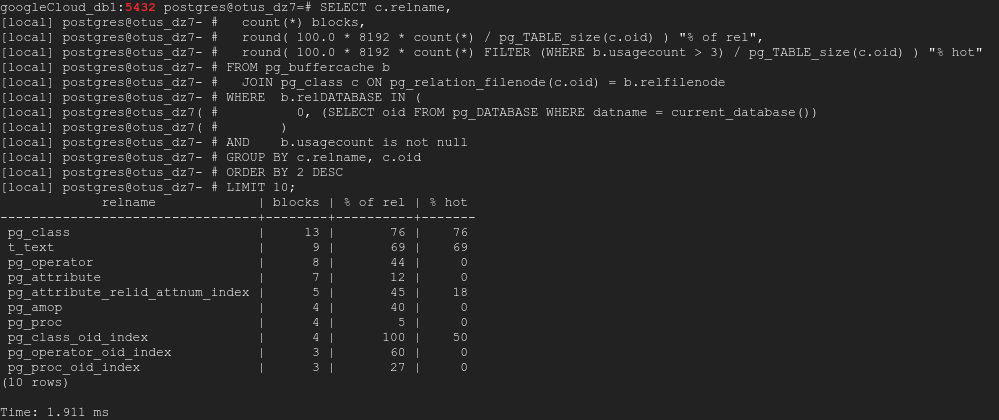 googleCloud_db1:5432 postgres@otus_dz7=# SELECT c.relname,
[local] postgres@otus_dz7- #   count(*) blocks,
[local] postgres@otus_dz7- #   round( 100.0 * 8192 * count(*) / pg_TABLE_size(c.oid) ) "% of rel",
[local] postgres@otus_dz7- #   round( 100.0 * 8192 * count(*) FILTER (WHERE b.usagecount > 3) / pg_TABLE_size(c.oid) ) "% hot"
[local] postgres@otus_dz7- # FROM pg_buffercache b
[local] postgres@otus_dz7- #   JOIN pg_class c ON pg_relation_filenode(c.oid) = b.relfilenode
[local] postgres@otus_dz7- # WHERE  b.relDATABASE IN (
[local] postgres@otus_dz7( #          0, (SELECT oid FROM pg_DATABASE WHERE datname = current_database())
[local] postgres@otus_dz7( #        )
[local] postgres@otus_dz7- # AND    b.usagecount is not null
[local] postgres@otus_dz7- # GROUP BY c.relname, c.oid
[local] postgres@otus_dz7- # ORDER BY 2 DESC
[local] postgres@otus_dz7- # LIMIT 10;
             relname             | blocks | % of rel | % hot
---------------------------------+--------+----------+-------
 pg_class                        |     13 |       76 |    76
 t_text                          |      9 |       69 |    69
 pg_operator                     |      8 |       44 |     0
 pg_attribute                    |      7 |       12 |     0
 pg_attribute_relid_attnum_index |      5 |       45 |    18
 pg_amop                         |      4 |       40 |     0
 pg_proc                         |      4 |        5 |     0
 pg_class_oid_index              |      4 |      100 |    50
 pg_operator_oid_index           |      3 |       60 |     0
 pg_proc_oid_index               |      3 |       27 |     0
(10 rows)

Time: 1.911 ms